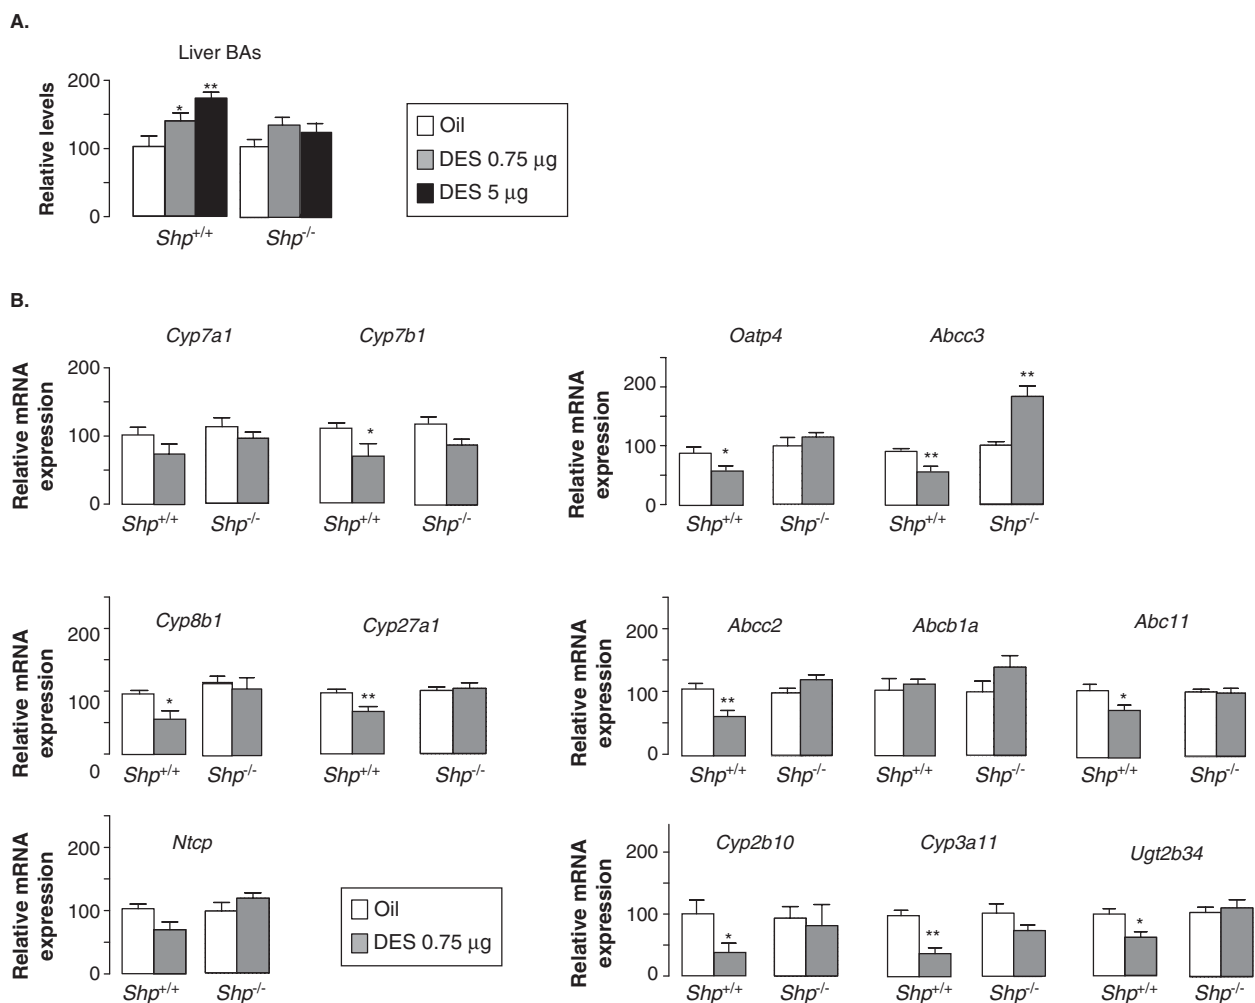 A.
Liver BAs
Relative levels
200
100
0
*
**
Shp+/+
Shp-/-
Oil
DES 0.75 μg
DES 5 μg
B.
Cyp7a1
Cyp7b1
Relative mRNA
expression
200
100
0
*
Shp+/+
Shp-/-
Shp+/+
Shp-/-
Oatp4
Abcc3
Relative mRNA
expression
200
100
0
*
**
**
Shp+/+
Shp-/-
Shp+/+
Shp-/-
Cyp8b1
Cyp27a1
Relative mRNA
expression
200
100
0
*
**
Shp+/+
Shp-/-
Shp+/+
Shp-/-
Abcc2
Abcb1a
Abc11
Relative mRNA
expression
200
100
0
**
*
Shp+/+
Shp-/-
Shp+/+
Shp-/-
Shp+/+
Shp-/-
Ntcp
Relative mRNA
expression
200
100
0
Shp+/+
Shp-/-
Oil
DES 0.75 μg
Cyp2b10
Cyp3a11
Ugt2b34
Relative mRNA
expression
200
100
0
*
**
*
Shp+/+
Shp-/-
Shp+/+
Shp-/-
Shp+/+
Shp-/-